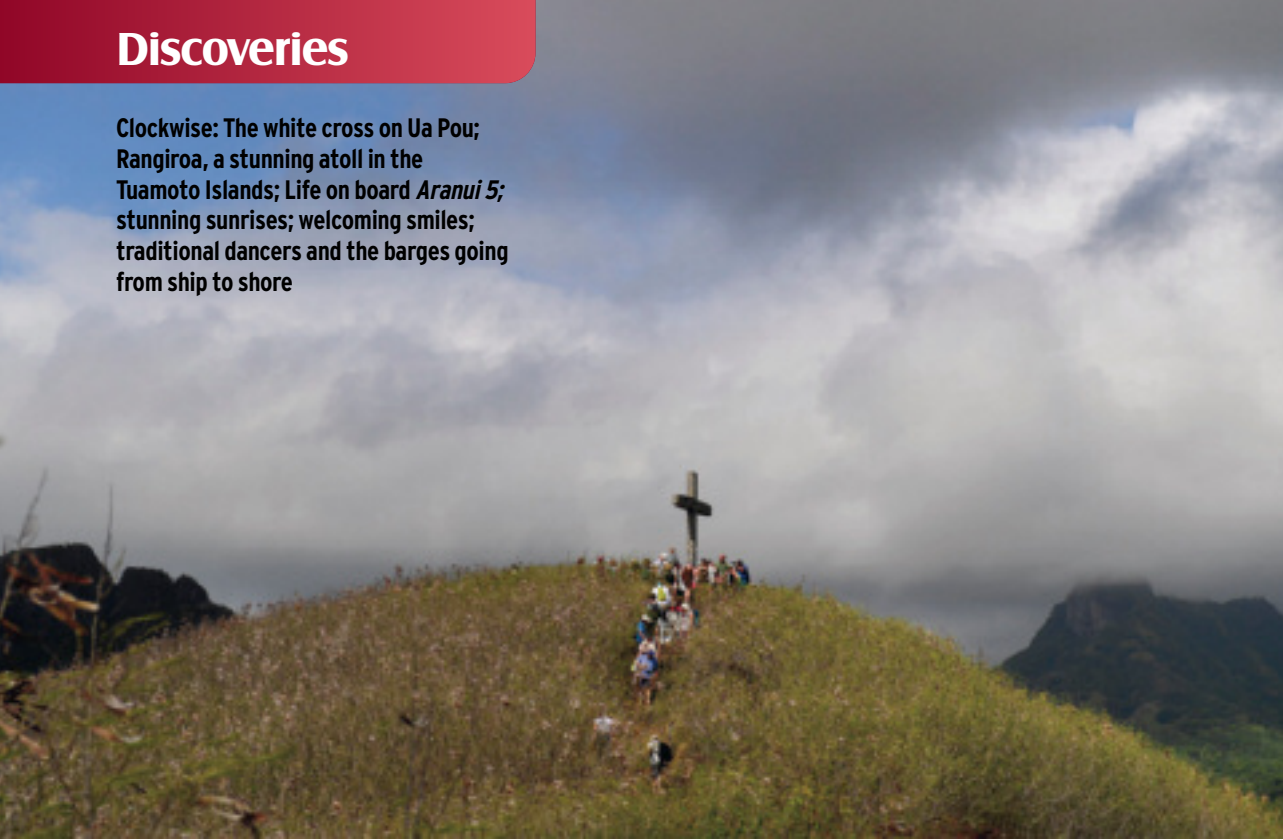 Discoveries
Clockwise: The white cross on Ua Pou;
Rangiroa, a stunning atoll in the
Tuamoto Islands; Life on board Aranui 5;
stunning sunrises; welcoming smiles;
traditional dancers and the barges going
from ship to shore